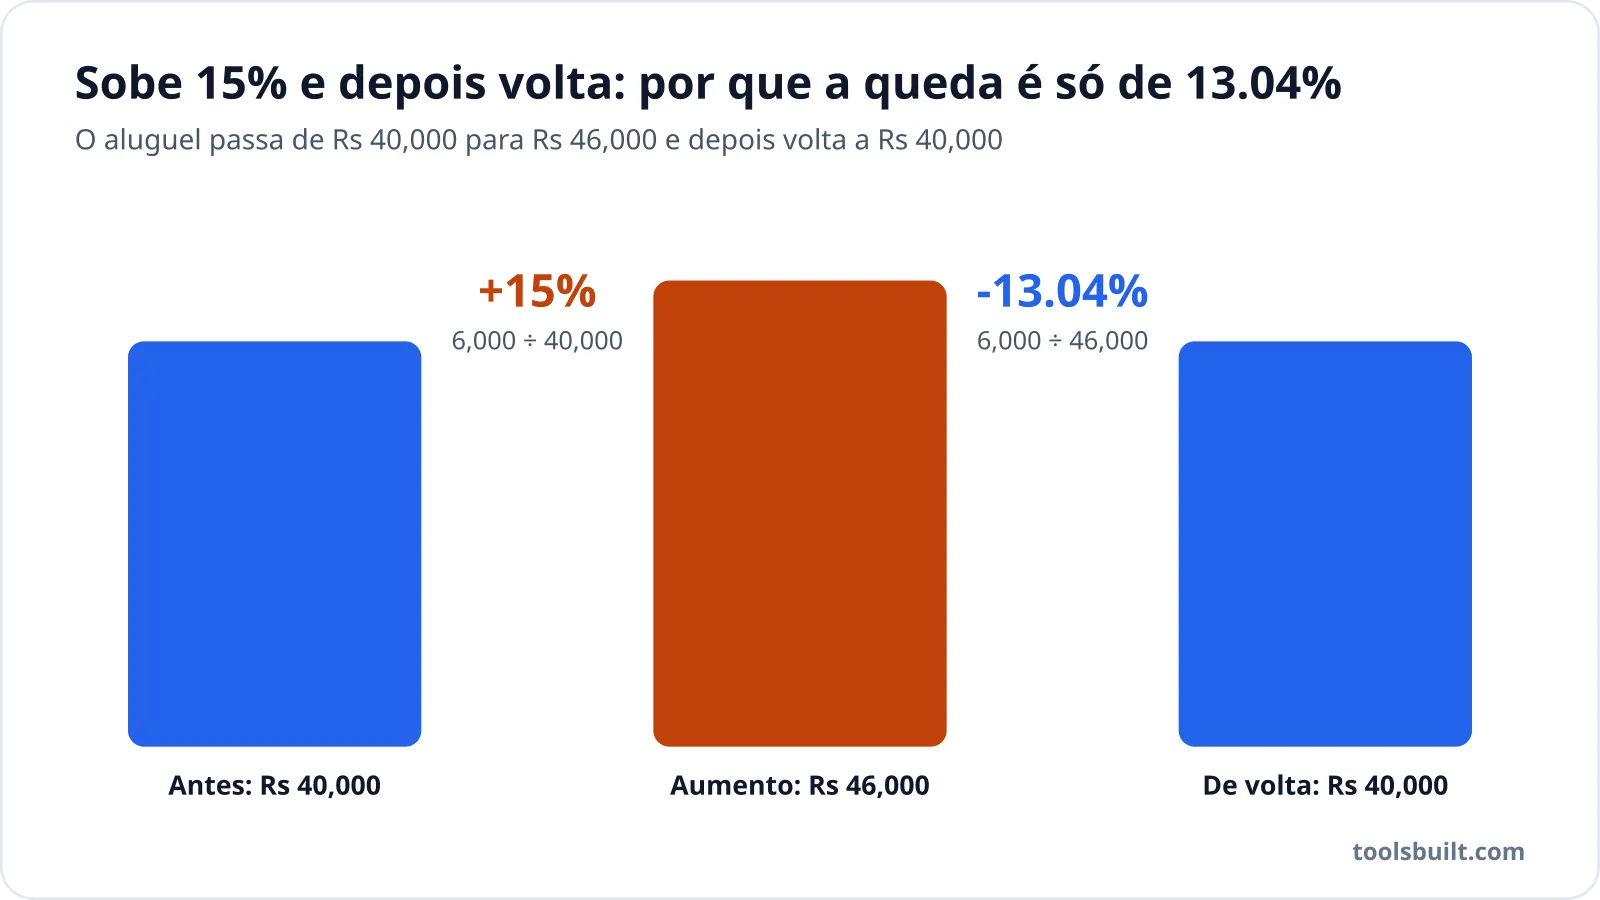 Sobe 15% e depois volta: por que a queda é só de 13.04%
O aluguel passa de Rs 40,000 para Rs 46,000 e depois volta a Rs 40,000
+15%
6,000 ÷ 40,000
-13.04%
6,000 ÷ 46,000
Antes: Rs 40,000
Aumento: Rs 46,000
De volta: Rs 40,000
toolsbuilt.com